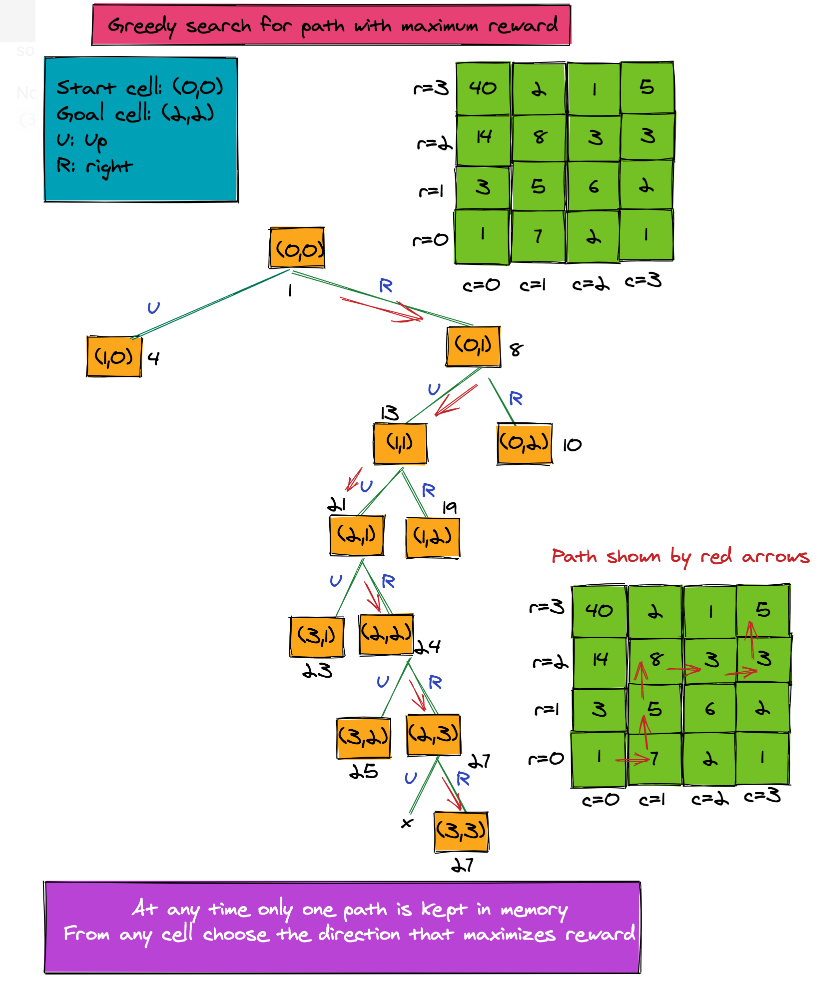 Greedy search for path with maximum reward
Start cell: (0,0)
Goal cell: (2,2)
U: Up
R: right
r=3 40 2 1 5
r=2 14 8 3 3
r=1 3 5 6 2
r=0 1 7 2 1
c=0 c=1 c=2 c=3
(0,0)
1
U R
(1,0) 4
(0,1) 8
U R
13
(1,1)
(0,2) 10
U R
21 19
(2,1) (1,2)
U R
(3,1) (2,2)
23 24
U R
(3,2) (2,3)
25 27
U R
x
(3,3)
27
Path shown by red arrows
r=3 40 2 1 5
r=2 14 8 3 3
r=1 3 5 6 2
r=0 1 7 2 1
c=0 c=1 c=2 c=3
At any time only one path is kept in memory
From any cell choose the direction that maximizes reward